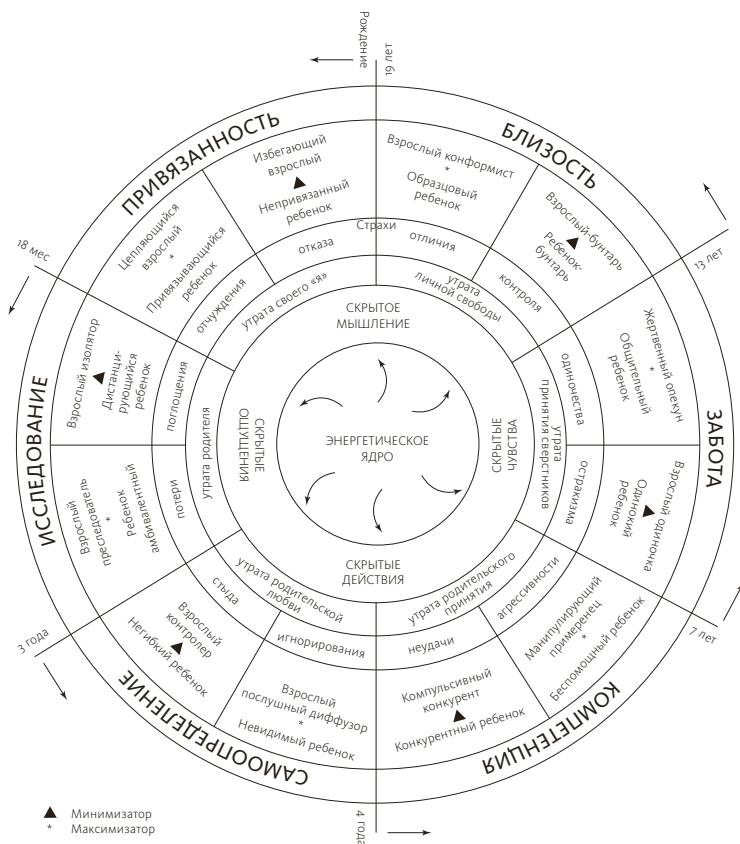 Рождение
19 лет
ПРИВЯЗАННОСТЬ
Избегающий
взрослый
▲
Непривязанный
ребенок
Цепляющийся
взрослый
*
Привязывающийся
ребенок
БЛИЗОСТЬ
Взрослый конформист
*
Образцовый
ребенок
Взрослый-бунтарь
▲
Ребенок-
бунтарь
13 лет
ЗАБОТА
Жертвенный опекун
*
Общительный
ребенок
Взрослый одиночка
▲
Одинокий
ребенок
7 лет
КОМПЕТЕНЦИЯ
Манипулирующий
примеренец
*
Беспомощный ребенок
Компульсивный
конкурент
▲
Конкурентный ребенок
4 года
САМООПРЕДЕЛЕНИЕ
Взрослый
послушный диффузор
*
Невидимый ребенок
Взрослый
контролер
▲
Негибкий ребенок
3 года
ИССЛЕДОВАНИЕ
Взрослый
преследователь
*
Ребенок
амбивалентный
Взрослый изолятор
▲
Дистанци-
рующийся
ребенок
18 мес
Страхи
отказа
отличия
контроля
одиночества
остракизма
агрессивности
неудачи
игнорирования
стыда
потери
поглощения
отчуждения
утрата своего «я»
утрата
личной свободы
утрата
принятия сверстников
утрата родительского
принятия
утрата родительской
любви
утрата родителя
СКРЫТОЕ
МЫШЛЕНИЕ
СКРЫТЫЕ
ЧУВСТВА
СКРЫТЫЕ
ДЕЙСТВИЯ
СКРЫТЫЕ
ОЩУЩЕНИЯ
ЭНЕРГЕТИЧЕСКОЕ
ЯДРО
▲ Минимизатор
* Максимизатор